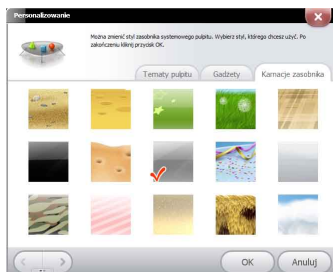 Personalizowanie
Można zmienić styl zasobnika systemowego pulpitu. Wybierz styl, którego chcesz użyć. Po
zakończeniu kliknij przycisk OK.
Tematy pulpitu
Gadżety
Karnacje zasobnika
OK
Anuluj